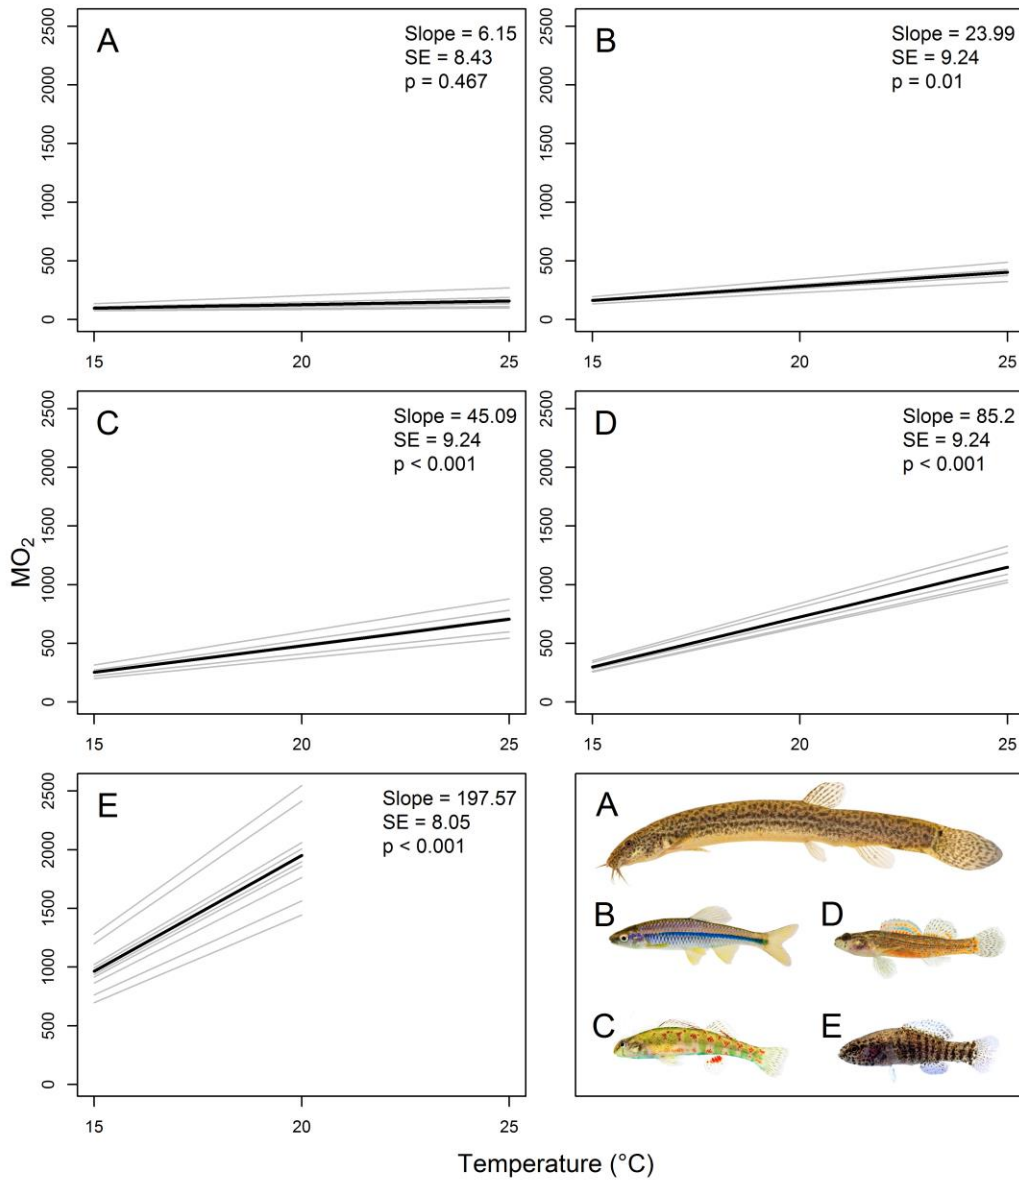 A
Slope = 6.15
SE = 8.43
p = 0.467
2500
2000
1500
1000
500
0
15
20
25
B
Slope = 23.99
SE = 9.24
p = 0.01
2500
2000
1500
1000
500
0
15
20
25
C
Slope = 45.09
SE = 9.24
p < 0.001
2500
2000
1500
1000
500
0
15
20
25
D
Slope = 85.2
SE = 9.24
p < 0.001
2500
2000
1500
1000
500
0
15
20
25
E
Slope = 197.57
SE = 8.05
p < 0.001
2500
2000
1500
1000
500
0
15
20
25
A
B
D
C
E
MO₂
Temperature (°C)